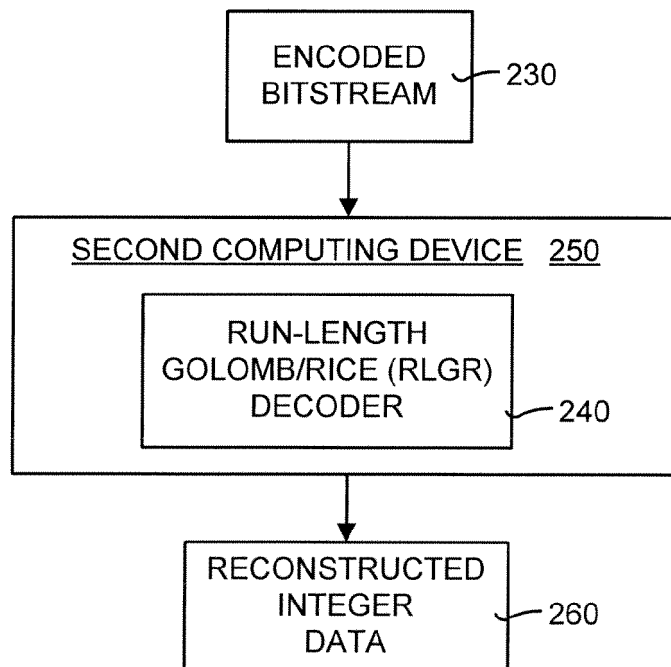 ENCODED
BITSTREAM
230
SECOND COMPUTING DEVICE 250
RUN-LENGTH
GOLOMB/RICE (RLGR)
DECODER
240
RECONSTRUCTED
INTEGER
DATA
260